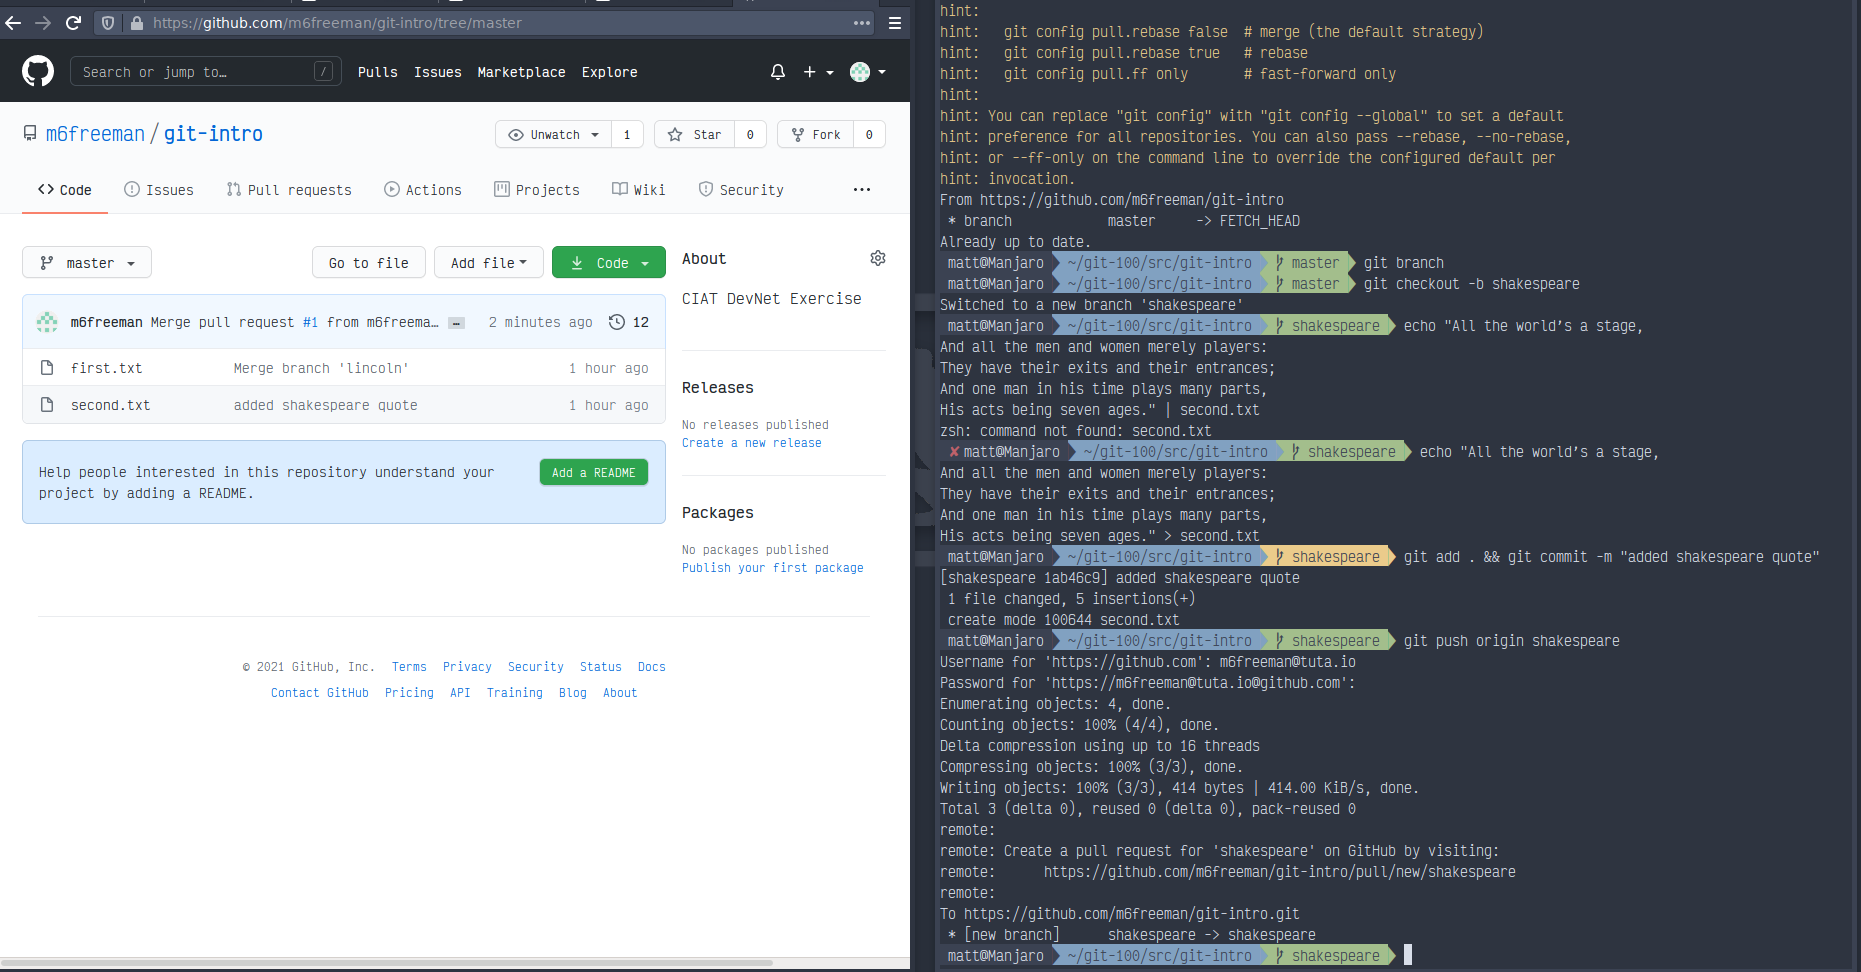 https://github.com/m6freeman/git-intro/tree/master
Search or jump to… /
Pulls Issues Marketplace Explore
m6freeman / git-intro
Unwatch 1 Star 0 Fork 0
Code Issues Pull requests Actions Projects Wiki Security
master Go to file Add file Code
m6freeman Merge pull request #1 from m6freema… … 2 minutes ago 12
first.txt Merge branch 'lincoln' 1 hour ago
second.txt added shakespeare quote 1 hour ago
Help people interested in this repository understand your
project by adding a README.
Add a README
About
CIAT DevNet Exercise
Releases
No releases published
Create a new release
Packages
No packages published
Publish your first package
© 2021 GitHub, Inc. Terms Privacy Security Status Docs
Contact GitHub Pricing API Training Blog About
hint:
hint:   git config pull.rebase false  # merge (the default strategy)
hint:   git config pull.rebase true   # rebase
hint:   git config pull.ff only       # fast-forward only
hint:
hint: You can replace "git config" with "git config --global" to set a default
hint: preference for all repositories. You can also pass --rebase, --no-rebase,
hint: or --ff-only on the command line to override the configured default per
hint: invocation.
From https://github.com/m6freeman/git-intro
 * branch            master     -> FETCH_HEAD
Already up to date.
matt@Manjaro ~/git-100/src/git-intro master git branch
matt@Manjaro ~/git-100/src/git-intro master git checkout -b shakespeare
Switched to a new branch 'shakespeare'
matt@Manjaro ~/git-100/src/git-intro shakespeare echo "All the world’s a stage,
And all the men and women merely players:
They have their exits and their entrances;
And one man in his time plays many parts,
His acts being seven ages." | second.txt
zsh: command not found: second.txt
✘ matt@Manjaro ~/git-100/src/git-intro shakespeare echo "All the world’s a stage,
And all the men and women merely players:
They have their exits and their entrances;
And one man in his time plays many parts,
His acts being seven ages." > second.txt
matt@Manjaro ~/git-100/src/git-intro shakespeare git add . && git commit -m "added shakespeare quote"
[shakespeare 1ab46c9] added shakespeare quote
 1 file changed, 5 insertions(+)
 create mode 100644 second.txt
matt@Manjaro ~/git-100/src/git-intro shakespeare git push origin shakespeare
Username for 'https://github.com': m6freeman@tuta.io
Password for 'https://m6freeman@tuta.io@github.com':
Enumerating objects: 4, done.
Counting objects: 100% (4/4), done.
Delta compression using up to 16 threads
Compressing objects: 100% (3/3), done.
Writing objects: 100% (3/3), 414 bytes | 414.00 KiB/s, done.
Total 3 (delta 0), reused 0 (delta 0), pack-reused 0
remote:
remote: Create a pull request for 'shakespeare' on GitHub by visiting:
remote:      https://github.com/m6freeman/git-intro/pull/new/shakespeare
remote:
To https://github.com/m6freeman/git-intro.git
 * [new branch]      shakespeare -> shakespeare
matt@Manjaro ~/git-100/src/git-intro shakespeare